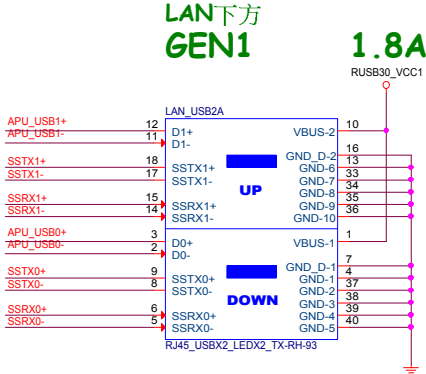 LAN下方
GEN1 1.8A
RUSB30_VCC1
LAN_USB2A
APU_USB1+ 12 D1+ VBUS-2 10
APU_USB1- 11 D1-
GND_D-2 16
SSTX1+ 18 SSTX1+ GND-6 13
SSTX1- 17 SSTX1- GND-7 33
UP GND-8 34
SSRX1+ 15 SSRX1+ GND-9 35
SSRX1- 14 SSRX1- GND-10 36
APU_USB0+ 3 D0+ VBUS-1 1
APU_USB0- 2 D0-
GND_D-1 7
SSTX0+ 9 SSTX0+ GND-1 4
SSTX0- 8 SSTX0- GND-2 37
DOWN GND-3 38
SSRX0+ 6 SSRX0+ GND-4 39
SSRX0- 5 SSRX0- GND-5 40
RJ45_USBX2_LEDX2_TX-RH-93